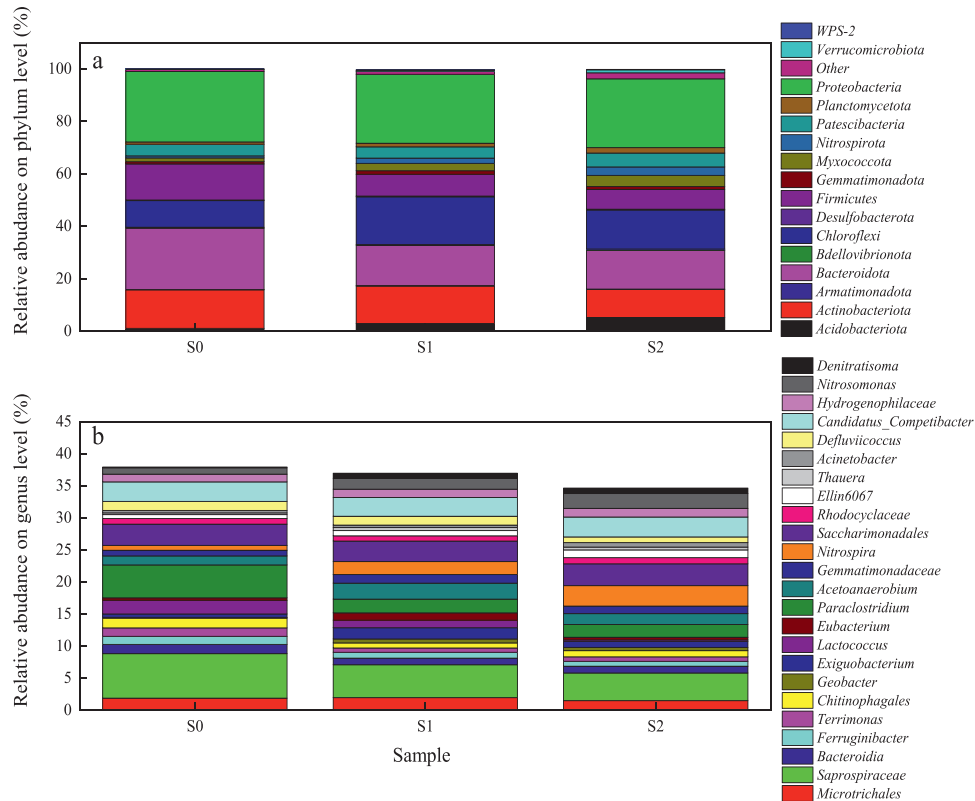 Relative abudance on phylum level (%)
a
100
80
60
40
20
0
S0
S1
S2
WPS-2
Verrucomicrobiota
Other
Proteobacteria
Planctomycetota
Patescibacteria
Nitrospirota
Myxococcota
Gemmatimonadota
Firmicutes
Desulfobacterota
Chloroflexi
Bdellovibrionota
Bacteroidota
Armatimonadota
Actinobacteriota
Acidobacteriota
Relative abudance on genus level (%)
b
45
40
35
30
25
20
15
10
5
0
S0
S1
S2
Sample
Denitratisoma
Nitrosomonas
Hydrogenophilaceae
Candidatus_Competibacter
Defluviicoccus
Acinetobacter
Thauera
Ellin6067
Rhodocyclaceae
Saccharimonadales
Nitrospira
Gemmatimonadaceae
Acetoanaerobium
Paraclostridium
Eubacterium
Lactococcus
Exiguobacterium
Geobacter
Chitinophagales
Terrimonas
Ferruginibacter
Bacteroidia
Saprospiraceae
Microtrichales